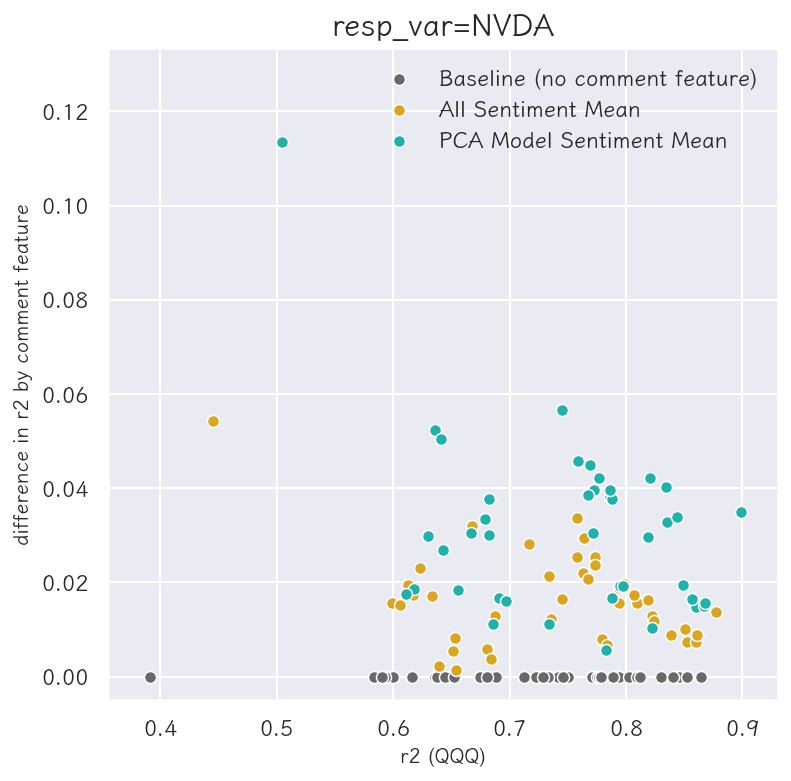 resp_var=NVDA
Baseline (no comment feature)
All Sentiment Mean
PCA Model Sentiment Mean
difference in r2 by comment feature
0.12
0.10
0.08
0.06
0.04
0.02
0.00
0.4 0.5 0.6 0.7 0.8 0.9
r2 (QQQ)